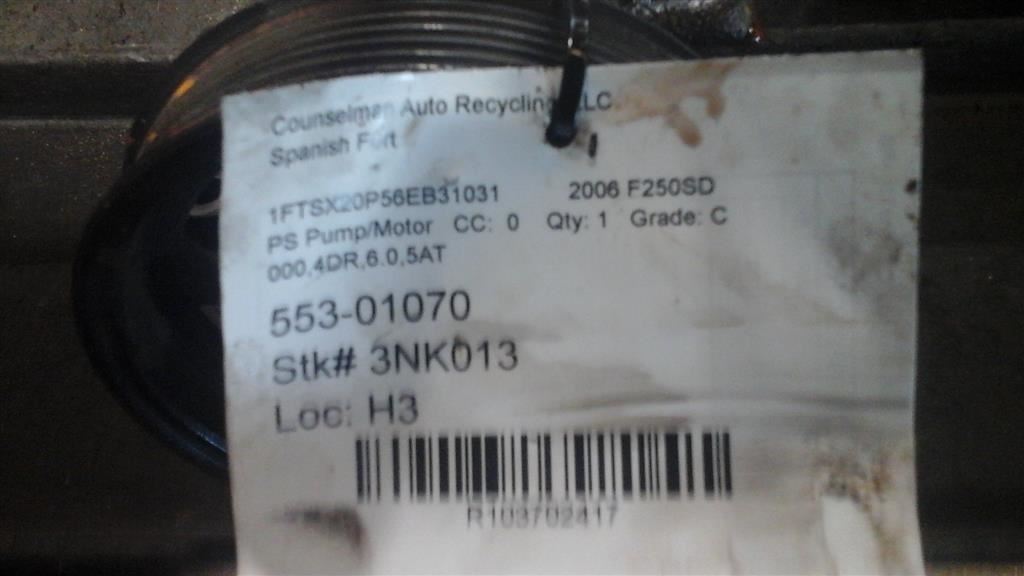 Counselman Auto Recycling LLC
Spanish Fort
1FTSX20P56EB31031 2006 F250SD
PS Pump/Motor CC: 0 Qty: 1 Grade: C
000,4DR,6.0,5AT
553-01070
Stk# 3NK013
Loc: H3
R103702417